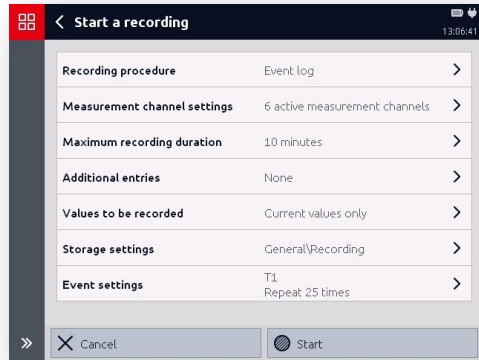 Start a recording
13:06:41
Recording procedure Event log
Measurement channel settings 6 active measurement channels
Maximum recording duration 10 minutes
Additional entries None
Values to be recorded Current values only
Storage settings General\Recording
Event settings T1
Repeat 25 times
Cancel Start